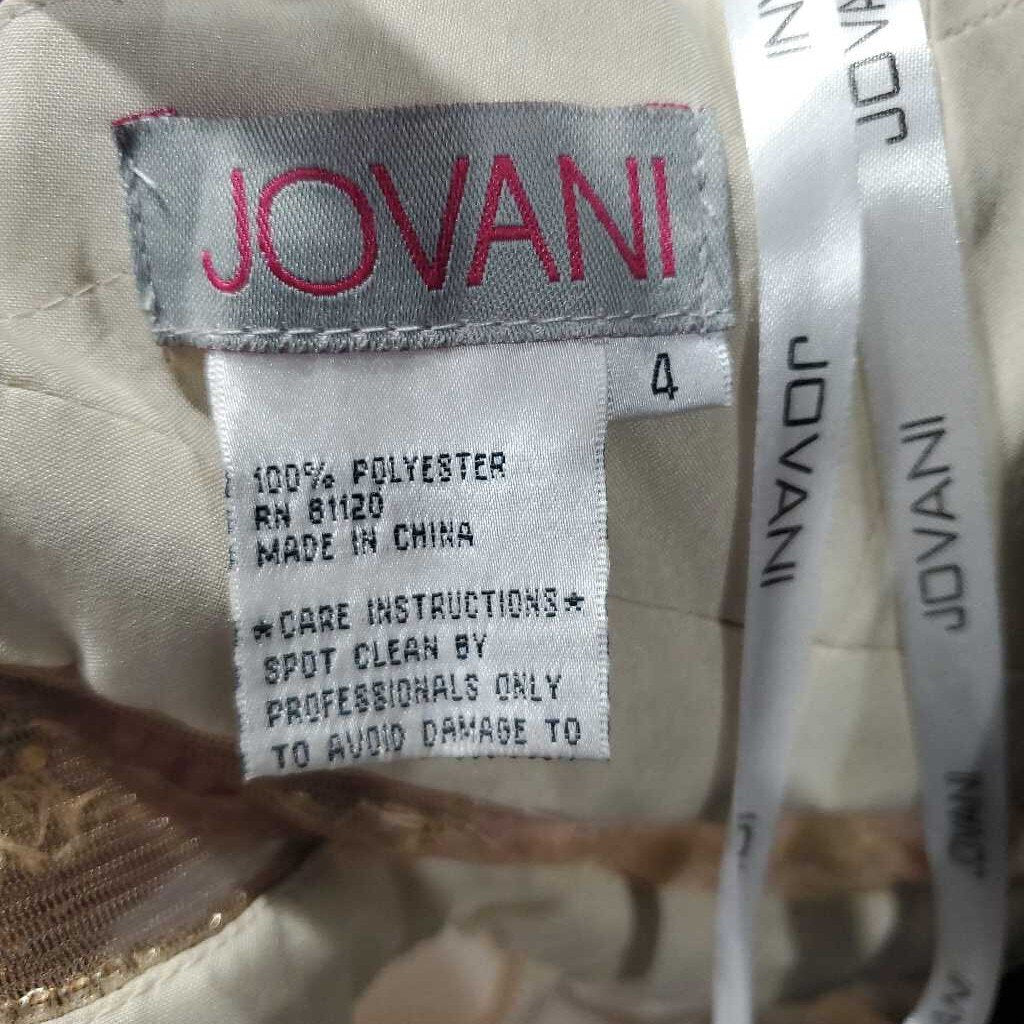 JOVANI
4
100% POLYESTER
RN 81120
MADE IN CHINA
★CARE INSTRUCTIONS★
SPOT CLEAN BY
PROFESSIONALS ONLY
TO AVOID DAMAGE TO
JOVANI
JOVANI
JOVANI